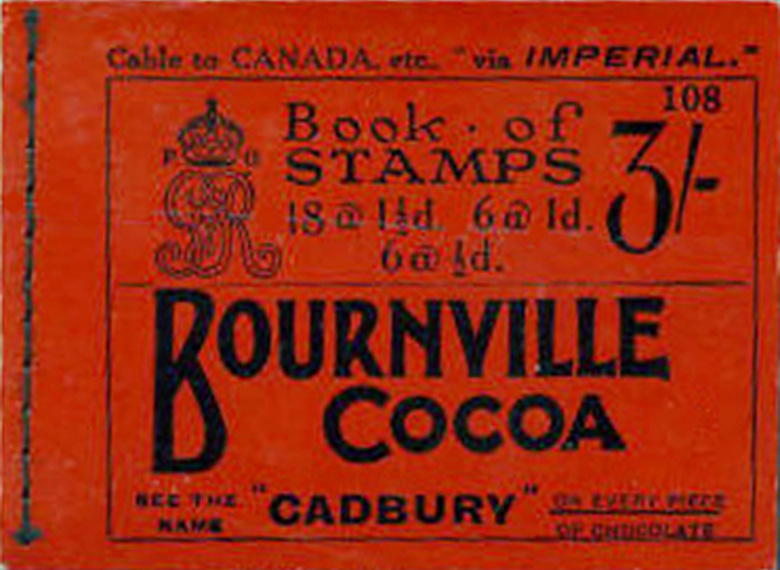 Cable to CANADA, etc., "via IMPERIAL."
108
Book · of
STAMPS
3/-
18 @ 1½d. 6 @ 1d.
6 @ ½d.
P O
GR
BOURNVILLE
COCOA
SEE THE NAME "CADBURY" ON EVERY PIECE
OF CHOCOLATE